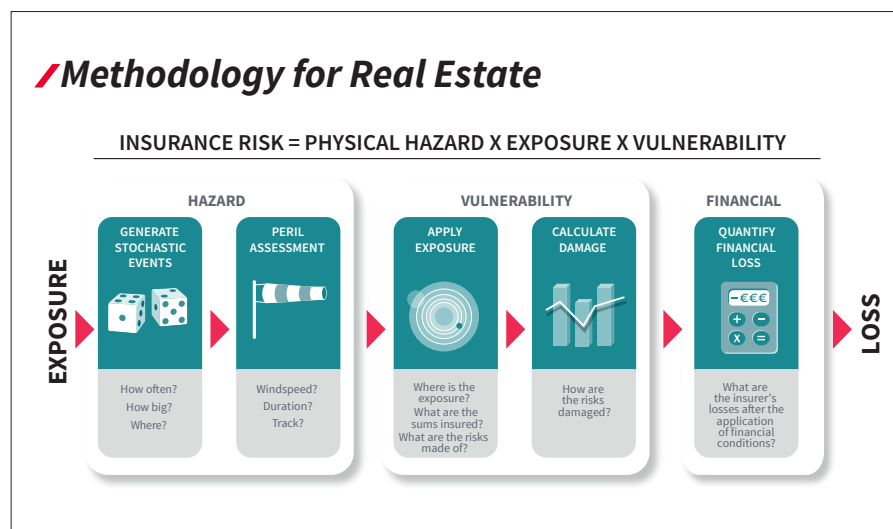 Methodology for Real Estate
INSURANCE RISK = PHYSICAL HAZARD X EXPOSURE X VULNERABILITY
EXPOSURE
HAZARD
GENERATE
STOCHASTIC
EVENTS
How often?
How big?
Where?
PERIL
ASSESSMENT
Windspeed?
Duration?
Track?
VULNERABILITY
APPLY
EXPOSURE
Where is the
exposure?
What are the
sums insured?
What are the risks
made of?
CALCULATE
DAMAGE
How are
the risks
damaged?
FINANCIAL
QUANTIFY
FINANCIAL
LOSS
-€€€
+ −
x =
What are
the insurer's
losses after the
application
of financial
conditions?
LOSS